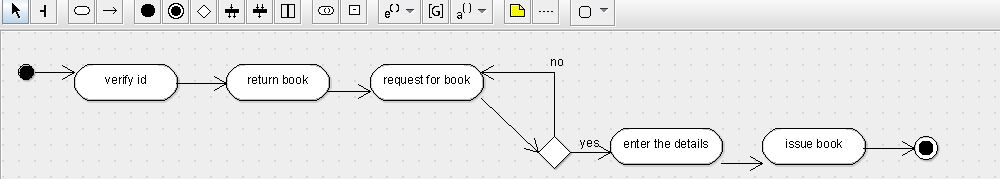 e()
[G]
a()
verify id
return book
request for book
no
yes
enter the details
issue book